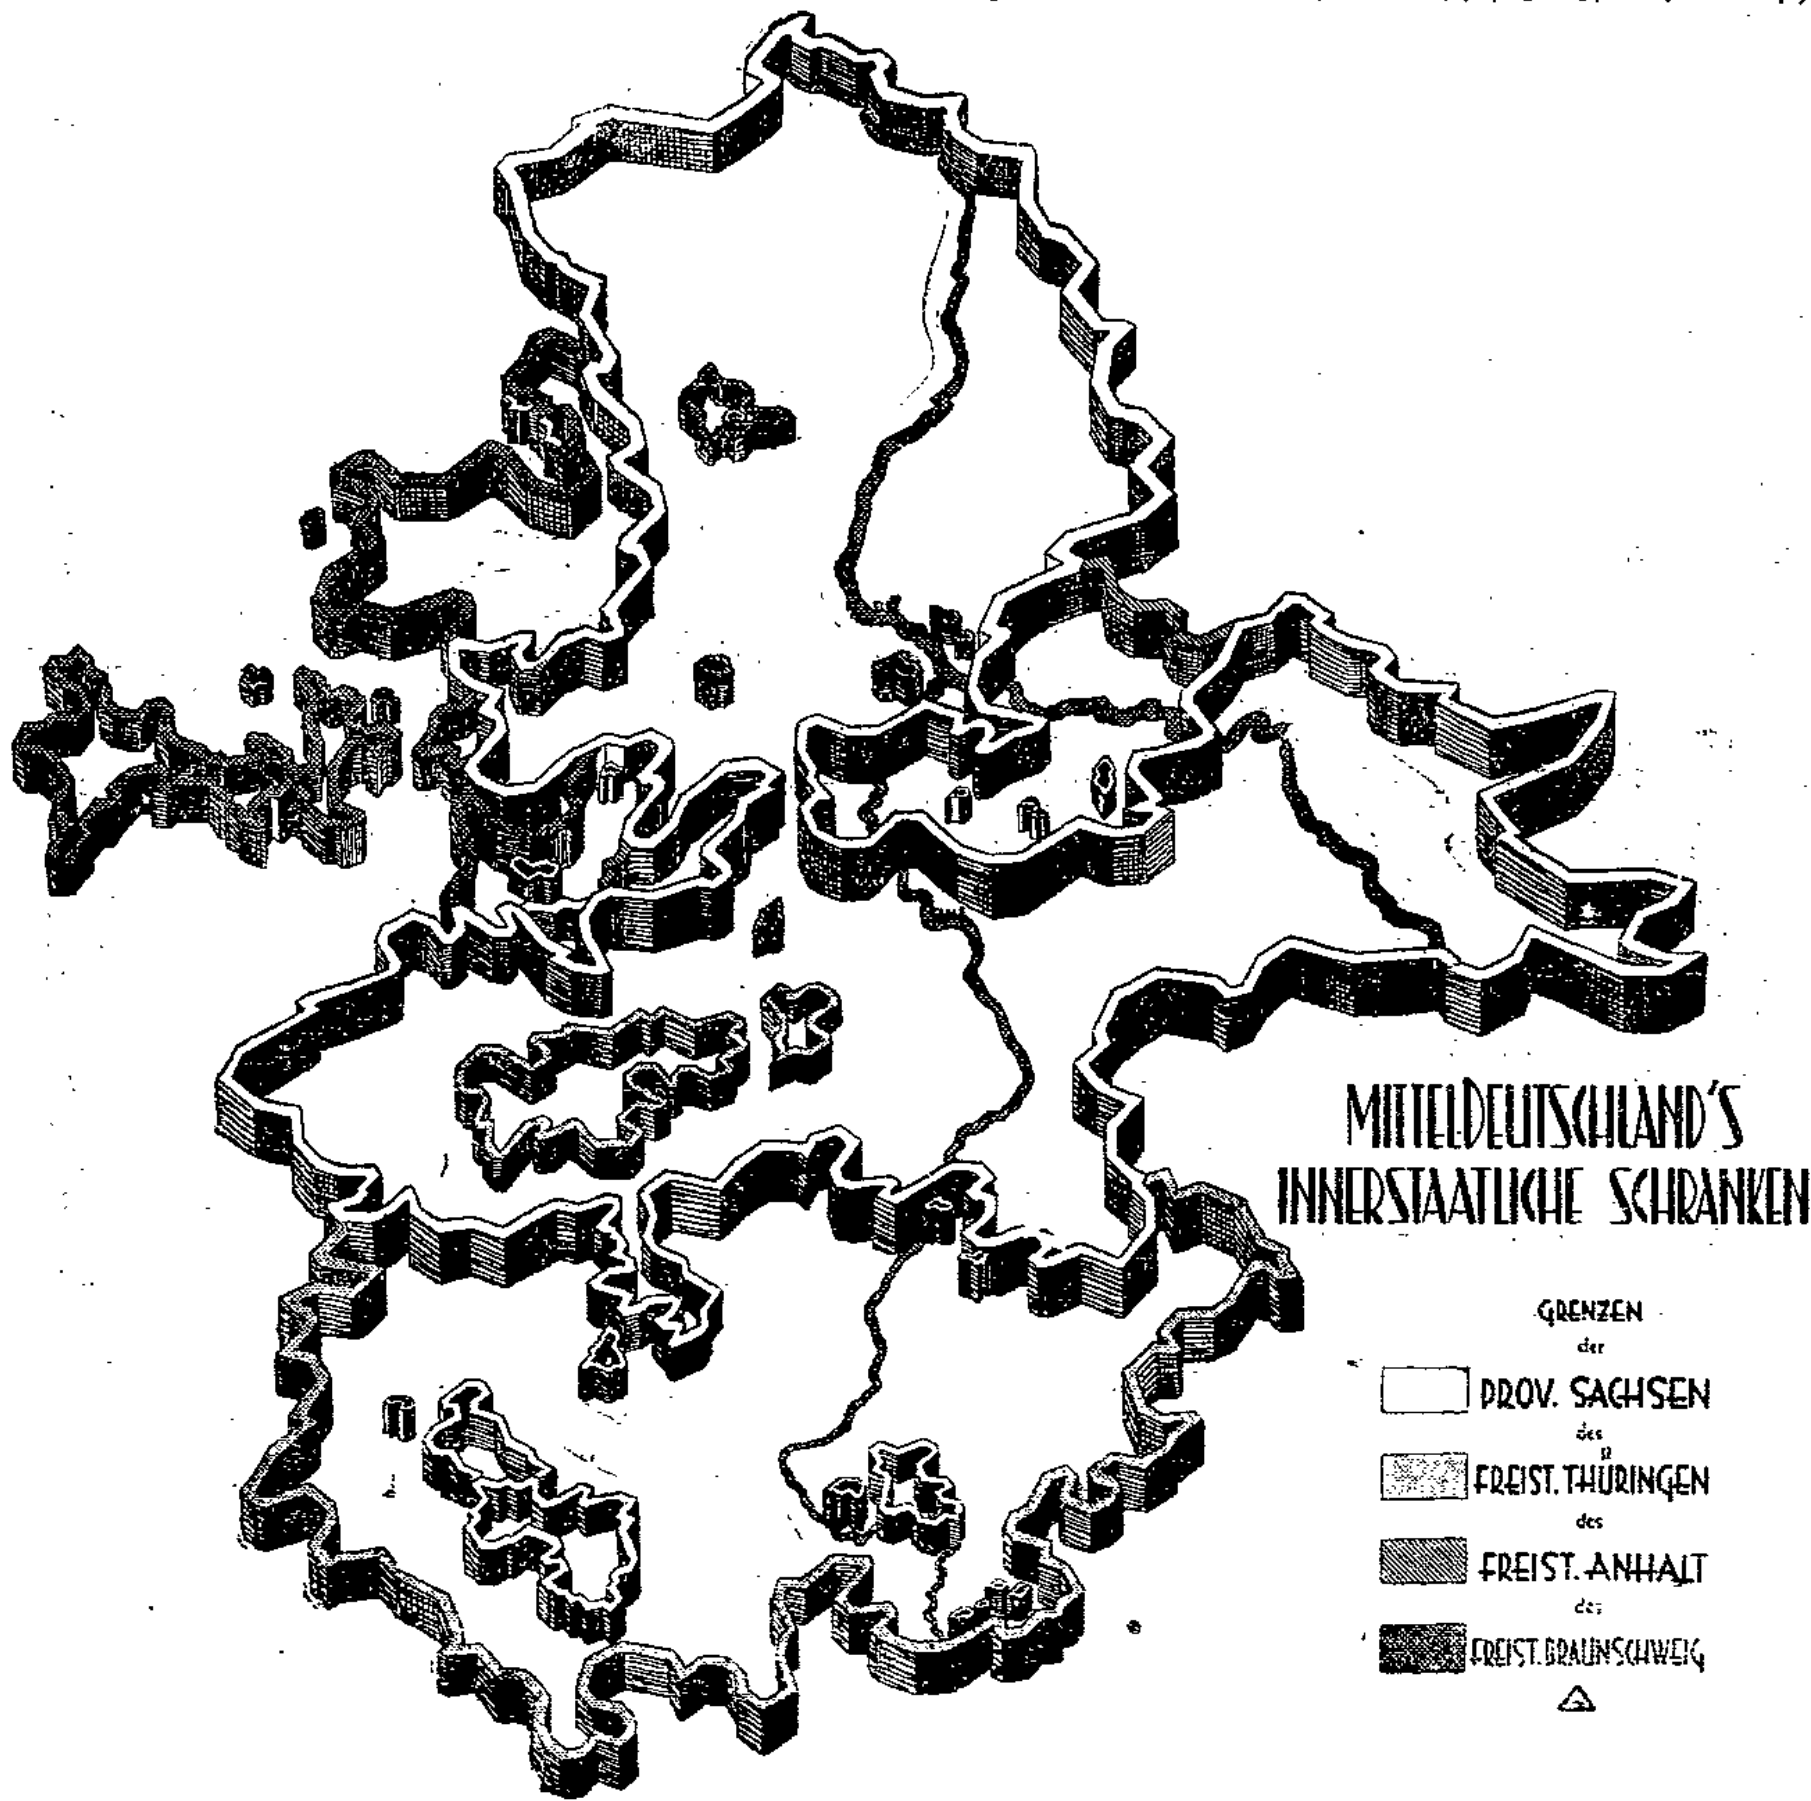 MITTELDEUTSCHLAND'S
INNERSTAATLICHE SCHRANKEN
GRENZEN
der
PROV. SACHSEN
des
FREIST. THÜRINGEN
des
FREIST. ANHALT
des
FREIST. BRAUNSCHWEIG